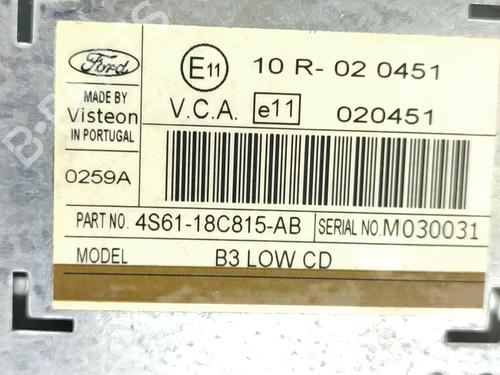 Ford
E11
10 R- 02 0451
MADE BY
Visteon
IN PORTUGAL
V.C.A.
e11
020451
0259A
PART NO. 4S61-18C815-AB
SERIAL NO. M030031
MODEL
B3 LOW CD